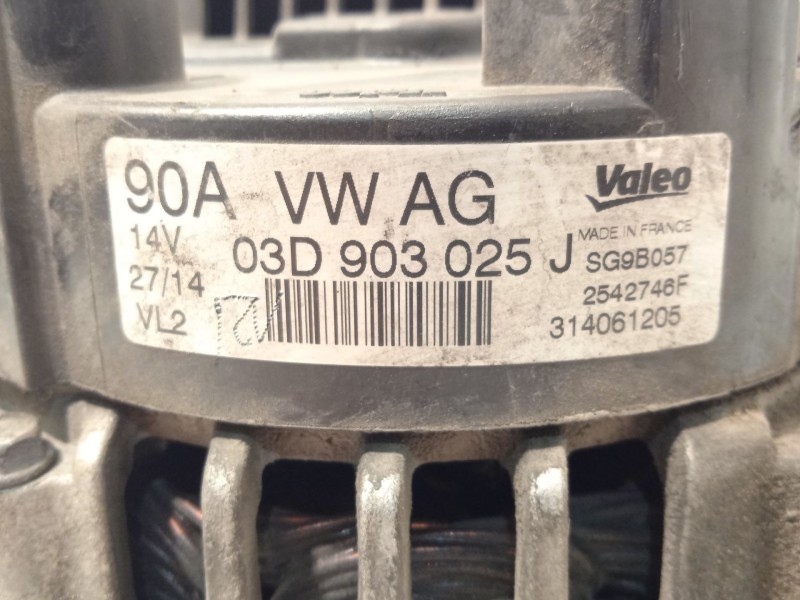 90A VW AG Valeo
14V 03D 903 025 J MADE IN FRANCE
27/14 SG9B057
VL2 2542746F
314061205